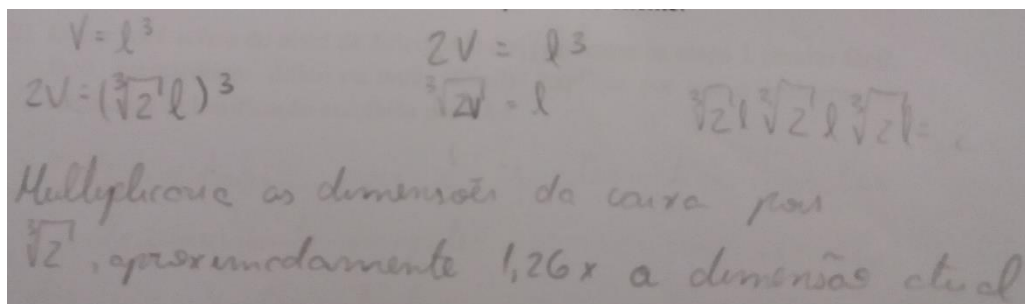 V = l³ 2V = l³
2V = (∛2 l)³ ∛2V = l ∛2 l ∛2 l ∛2 l =
Multiplicaria as dimensões da caixa por
∛2, aproximadamente 1,26x a dimensão atual